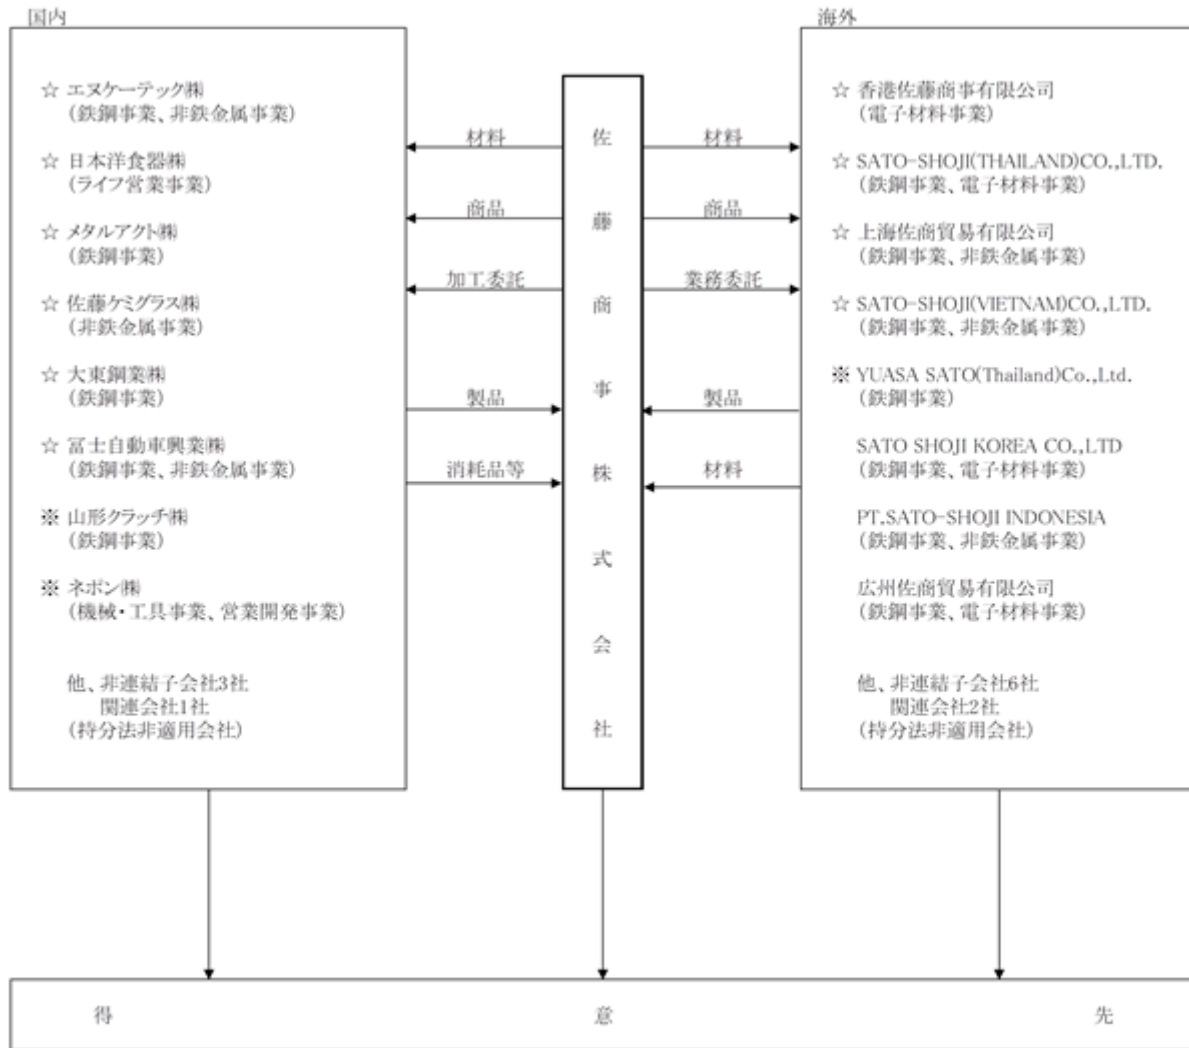 国内
☆ エヌケーテック㈱
(鉄鋼事業、非鉄金属事業)
☆ 日本洋食器㈱
(ライフ営業事業)
☆ メタルアクト㈱
(鉄鋼事業)
☆ 佐藤ケミグラス㈱
(非鉄金属事業)
☆ 大東鋼業㈱
(鉄鋼事業)
☆ 冨士自動車興業㈱
(鉄鋼事業、非鉄金属事業)
※ 山形クラッチ㈱
(鉄鋼事業)
※ ネポン㈱
(機械・工具事業、営業開発事業)
他、非連結子会社3社
関連会社1社
(持分法非適用会社)
材料
商品
加工委託
製品
消耗品等
佐藤商事株式会社
材料
商品
業務委託
製品
材料
海外
☆ 香港佐藤商事有限公司
(電子材料事業)
☆ SATO-SHOJI(THAILAND)CO.,LTD.
(鉄鋼事業、電子材料事業)
☆ 上海佐商貿易有限公司
(鉄鋼事業、非鉄金属事業)
☆ SATO-SHOJI(VIETNAM)CO.,LTD.
(鉄鋼事業、非鉄金属事業)
※ YUASA SATO(Thailand)Co.,Ltd.
(鉄鋼事業)
SATO SHOJI KOREA CO.,LTD
(鉄鋼事業、電子材料事業)
PT.SATO-SHOJI INDONESIA
(鉄鋼事業、非鉄金属事業)
広州佐商貿易有限公司
(鉄鋼事業、電子材料事業)
他、非連結子会社6社
関連会社2社
(持分法非適用会社)
得意先